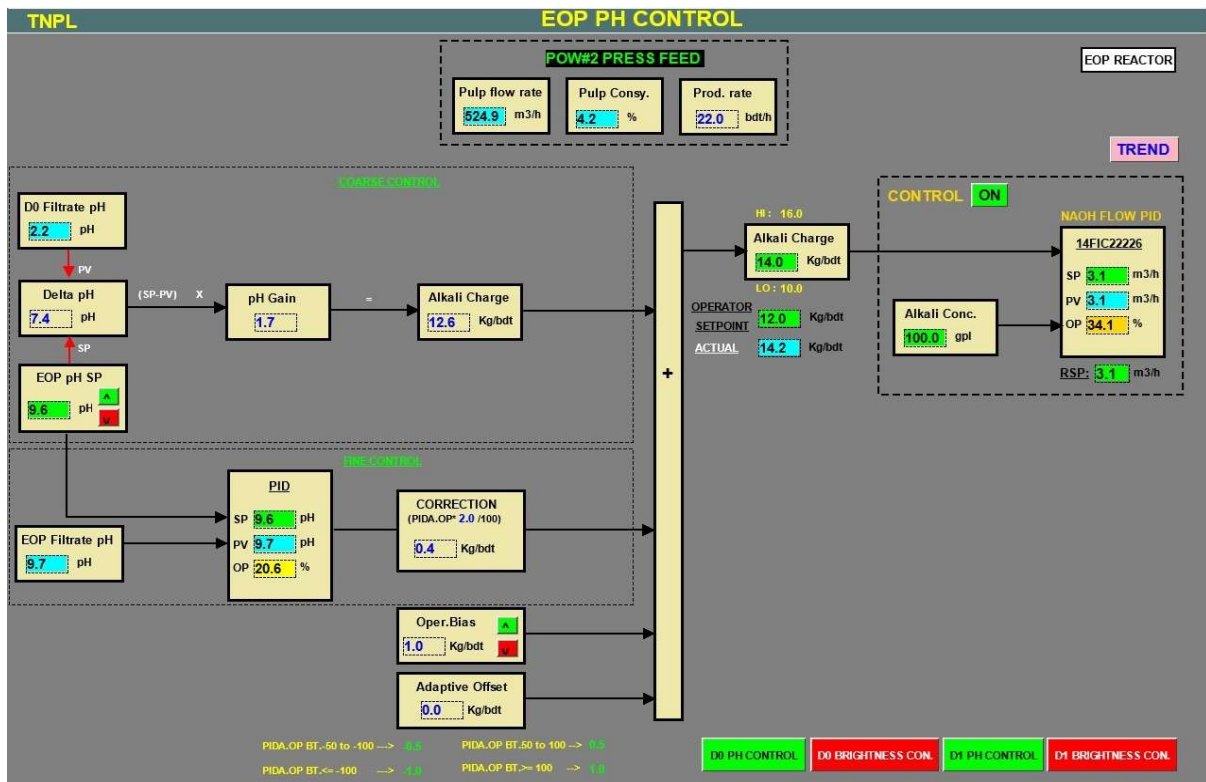 TNPL
EOP PH CONTROL
POW#2 PRESS FEED
EOP REACTOR
Pulp flow rate
524.9 m3/h
Pulp Consy.
4.2 %
Prod. rate
22.0 bdt/h
TREND
COARSE CONTROL
D0 Filtrate pH
2.2 pH
PV
Delta pH
7.4 pH
(SP-PV) X
pH Gain
1.7
=
Alkali Charge
12.6 Kg/bdt
SP
EOP pH SP
9.6 pH
^
v
+
HI : 16.0
Alkali Charge
14.0 Kg/bdt
LO : 10.0
OPERATOR
SETPOINT
12.0 Kg/bdt
ACTUAL 14.2 Kg/bdt
CONTROL ON
NAOH FLOW PID
14FIC22226
SP 3.1 m3/h
PV 3.1 m3/h
OP 34.1 %
Alkali Conc.
100.0 gpl
RSP: 3.1 m3/h
FINE CONTROL
PID
SP 9.6 pH
PV 9.7 pH
OP 20.6 %
EOP Filtrate pH
9.7 pH
CORRECTION
(PIDA.OP* 2.0 /100)
0.4 Kg/bdt
Oper.Bias
1.0 Kg/bdt
^
v
Adaptive Offset
0.0 Kg/bdt
PIDA.OP BT.-50 to -100 ---> -0.5
PIDA.OP BT.50 to 100 --> 0.5
PIDA.OP BT.<= -100 ---> -1.0
PIDA.OP BT.>= 100 --> 1.0
D0 PH CONTROL
D0 BRIGHTNESS CON.
D1 PH CONTROL
D1 BRIGHTNESS CON.